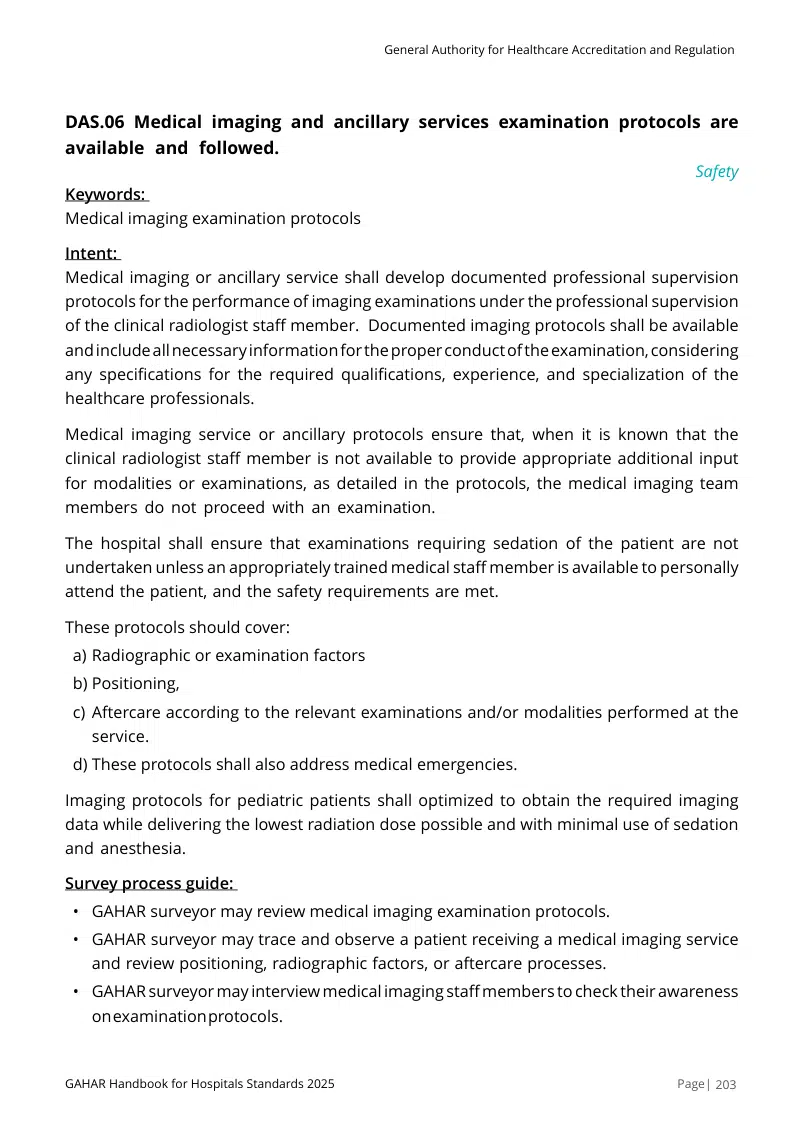 General Authority for Healthcare Accreditation and Regulation
DAS.06 Medical imaging and ancillary services examination protocols are
available and followed.
Safety
Keywords:
Medical imaging examination protocols
Intent:
Medical imaging or ancillary service shall develop documented professional supervision
protocols for the performance of imaging examinations under the professional supervision
of the clinical radiologist staff member. Documented imaging protocols shall be available
and include all necessary information for the proper conduct of the examination, considering
any specifications for the required qualifications, experience, and specialization of the
healthcare professionals.
Medical imaging service or ancillary protocols ensure that, when it is known that the
clinical radiologist staff member is not available to provide appropriate additional input
for modalities or examinations, as detailed in the protocols, the medical imaging team
members do not proceed with an examination.
The hospital shall ensure that examinations requiring sedation of the patient are not
undertaken unless an appropriately trained medical staff member is available to personally
attend the patient, and the safety requirements are met.
These protocols should cover:
a) Radiographic or examination factors
b) Positioning,
c) Aftercare according to the relevant examinations and/or modalities performed at the
service.
d) These protocols shall also address medical emergencies.
Imaging protocols for pediatric patients shall optimized to obtain the required imaging
data while delivering the lowest radiation dose possible and with minimal use of sedation
and anesthesia.
Survey process guide:
• GAHAR surveyor may review medical imaging examination protocols.
• GAHAR surveyor may trace and observe a patient receiving a medical imaging service
and review positioning, radiographic factors, or aftercare processes.
• GAHAR surveyor may interview medical imaging staff members to check their awareness
on examination protocols.
GAHAR Handbook for Hospitals Standards 2025
Page| 203